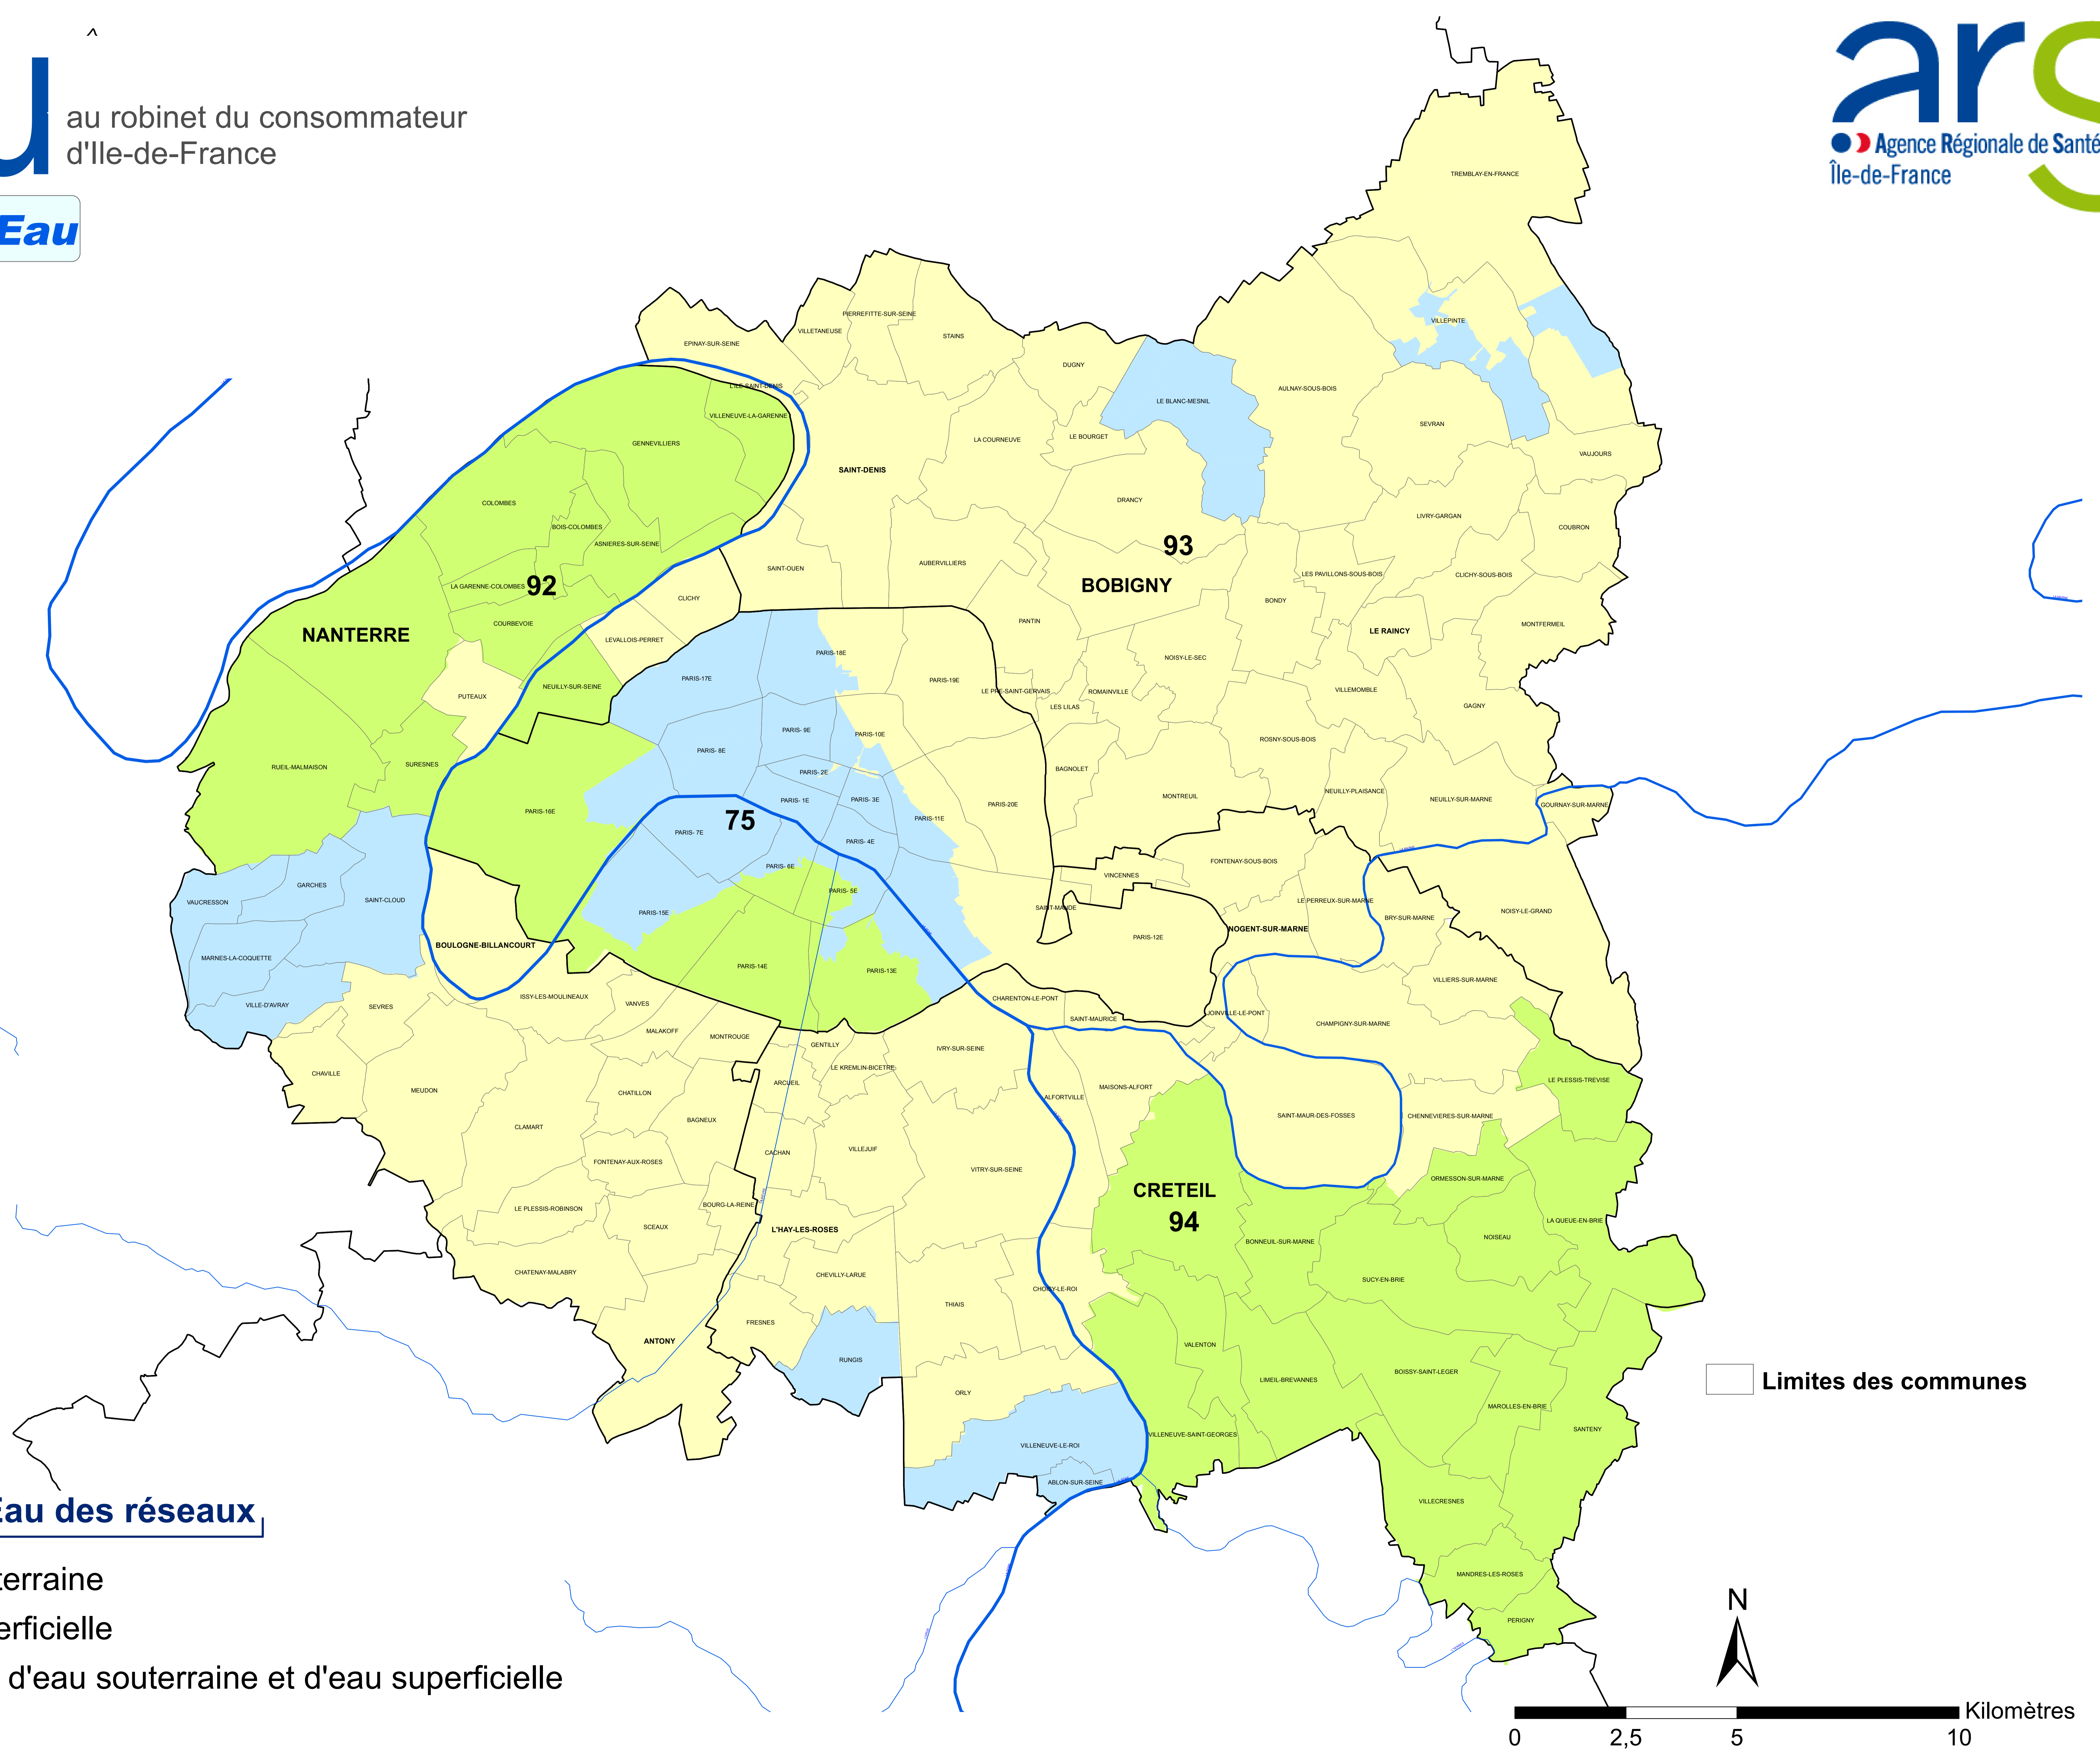 ^
u
au robinet du consommateur
d'Ile-de-France
Eau
ars
Agence Régionale de Santé
Île-de-France
TREMBLAY-EN-FRANCE
VILLEPINTE
PIERREFITTE-SUR-SEINE
VILLETANEUSE
STAINS
EPINAY-SUR-SEINE
DUGNY
L'ILE-SAINT-DENIS
AULNAY-SOUS-BOIS
LE BLANC-MESNIL
VILLENEUVE-LA-GARENNE
SEVRAN
GENNEVILLIERS
LA COURNEUVE
LE BOURGET
VAUJOURS
SAINT-DENIS
COLOMBES
DRANCY
LIVRY-GARGAN
BOIS-COLOMBES
COUBRON
ASNIERES-SUR-SEINE
93
SAINT-OUEN
AUBERVILLIERS
LES PAVILLONS-SOUS-BOIS
CLICHY-SOUS-BOIS
LA GARENNE-COLOMBES
92
BOBIGNY
CLICHY
BONDY
COURBEVOIE
PANTIN
MONTFERMEIL
NANTERRE
LE RAINCY
LEVALLOIS-PERRET
PARIS-18E
NOISY-LE-SEC
PARIS-17E
PARIS-19E
NEUILLY-SUR-SEINE
PUTEAUX
LE PRE-SAINT-GERVAIS
ROMAINVILLE
VILLEMOMBLE
LES LILAS
GAGNY
PARIS- 9E
PARIS-10E
ROSNY-SOUS-BOIS
PARIS- 8E
RUEIL-MALMAISON
SURESNES
PARIS- 2E
BAGNOLET
NEUILLY-PLAISANCE
MONTREUIL
PARIS- 1E
PARIS- 3E
NEUILLY-SUR-MARNE
PARIS-20E
GOURNAY-SUR-MARNE
PARIS-16E
75
PARIS-11E
PARIS- 7E
PARIS- 4E
FONTENAY-SOUS-BOIS
PARIS- 6E
VINCENNES
GARCHES
PARIS- 5E
SAINT-CLOUD
VAUCRESSON
LE PERREUX-SUR-MARNE
SAINT-MANDE
PARIS-15E
NOISY-LE-GRAND
BRY-SUR-MARNE
NOGENT-SUR-MARNE
PARIS-12E
BOULOGNE-BILLANCOURT
MARNES-LA-COQUETTE
PARIS-14E
PARIS-13E
VILLIERS-SUR-MARNE
ISSY-LES-MOULINEAUX
CHARENTON-LE-PONT
VILLE-D'AVRAY
SEVRES
VANVES
JOINVILLE-LE-PONT
SAINT-MAURICE
CHAMPIGNY-SUR-MARNE
MALAKOFF
MONTROUGE
GENTILLY
IVRY-SUR-SEINE
LE KREMLIN-BICETRE
CHAVILLE
LE PLESSIS-TREVISE
ARCUEIL
MEUDON
CHATILLON
MAISONS-ALFORT
ALFORTVILLE
SAINT-MAUR-DES-FOSSES
CHENNEVIERES-SUR-MARNE
BAGNEUX
CLAMART
VILLEJUIF
CACHAN
FONTENAY-AUX-ROSES
VITRY-SUR-SEINE
ORMESSON-SUR-MARNE
CRETEIL
94
BOURG-LA-REINE
LE PLESSIS-ROBINSON
SCEAUX
L'HAY-LES-ROSES
LA QUEUE-EN-BRIE
NOISEAU
BONNEUIL-SUR-MARNE
CHATENAY-MALABRY
CHEVILLY-LARUE
SUCY-EN-BRIE
CHOISY-LE-ROI
THIAIS
FRESNES
ANTONY
VALENTON
RUNGIS
BOISSY-SAINT-LEGER
LIMEIL-BREVANNES
ORLY
MAROLLES-EN-BRIE
SANTENY
VILLENEUVE-SAINT-GEORGES
VILLENEUVE-LE-ROI
ABLON-SUR-SEINE
VILLECRESNES
MANDRES-LES-ROSES
PERIGNY
Limites des communes
Eau des réseaux
terraine
erficielle
d'eau souterraine et d'eau superficielle
N
Kilomètres
0 2,5 5 10